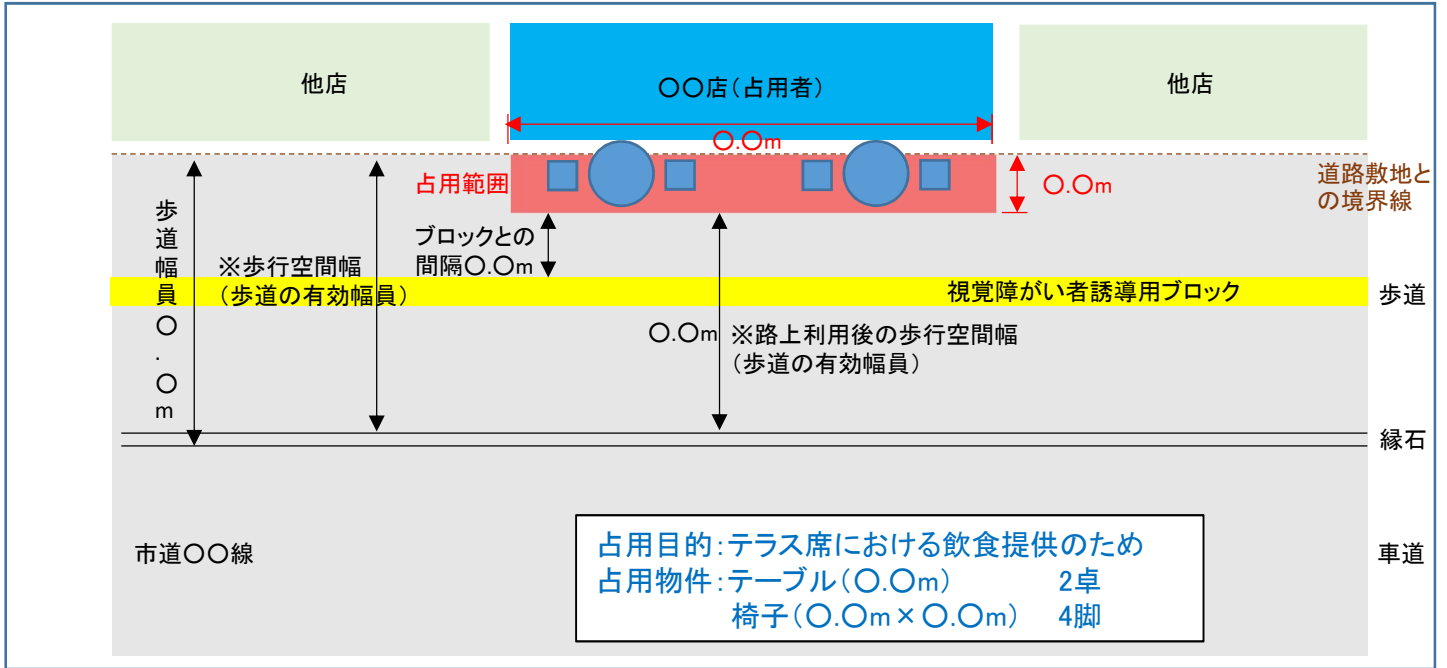 他店
〇〇店(占用者)
他店
〇.〇m
占用範囲
〇.〇m
道路敷地と
の境界線
歩道幅員〇.〇m
※歩行空間幅
(歩道の有効幅員)
ブロックとの
間隔〇.〇m
視覚障がい者誘導用ブロック
歩道
〇.〇m
※路上利用後の歩行空間幅
(歩道の有効幅員)
縁石
市道〇〇線
占用目的:テラス席における飲食提供のため
占用物件:テーブル(〇.〇m) 2卓
椅子(〇.〇m×〇.〇m) 4脚
車道